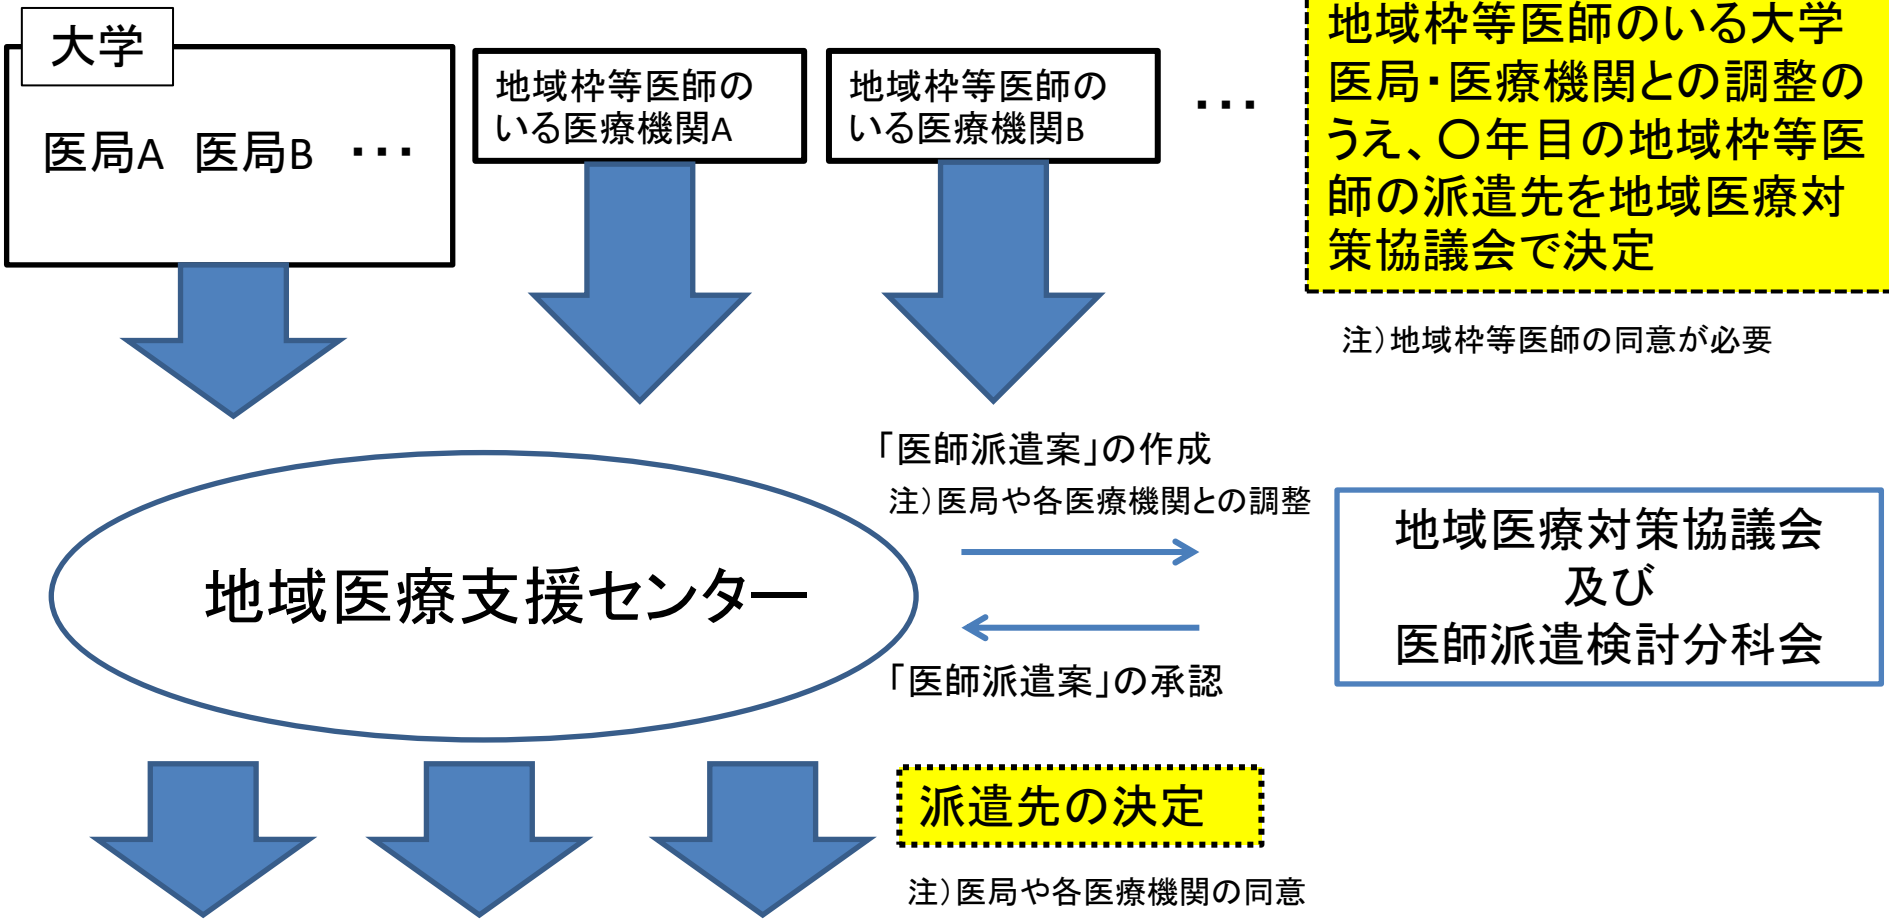 大学
医局A 医局B ・・・
地域枠等医師の
いる医療機関A
地域枠等医師の
いる医療機関B
・・・
地域枠等医師のいる大学
医局・医療機関との調整の
うえ、〇年目の地域枠等医
師の派遣先を地域医療対
策協議会で決定
注）地域枠等医師の同意が必要
「医師派遣案」の作成
注）医局や各医療機関との調整
地域医療支援センター
「医師派遣案」の承認
地域医療対策協議会
及び
医師派遣検討分科会
派遣先の決定
注）医局や各医療機関の同意